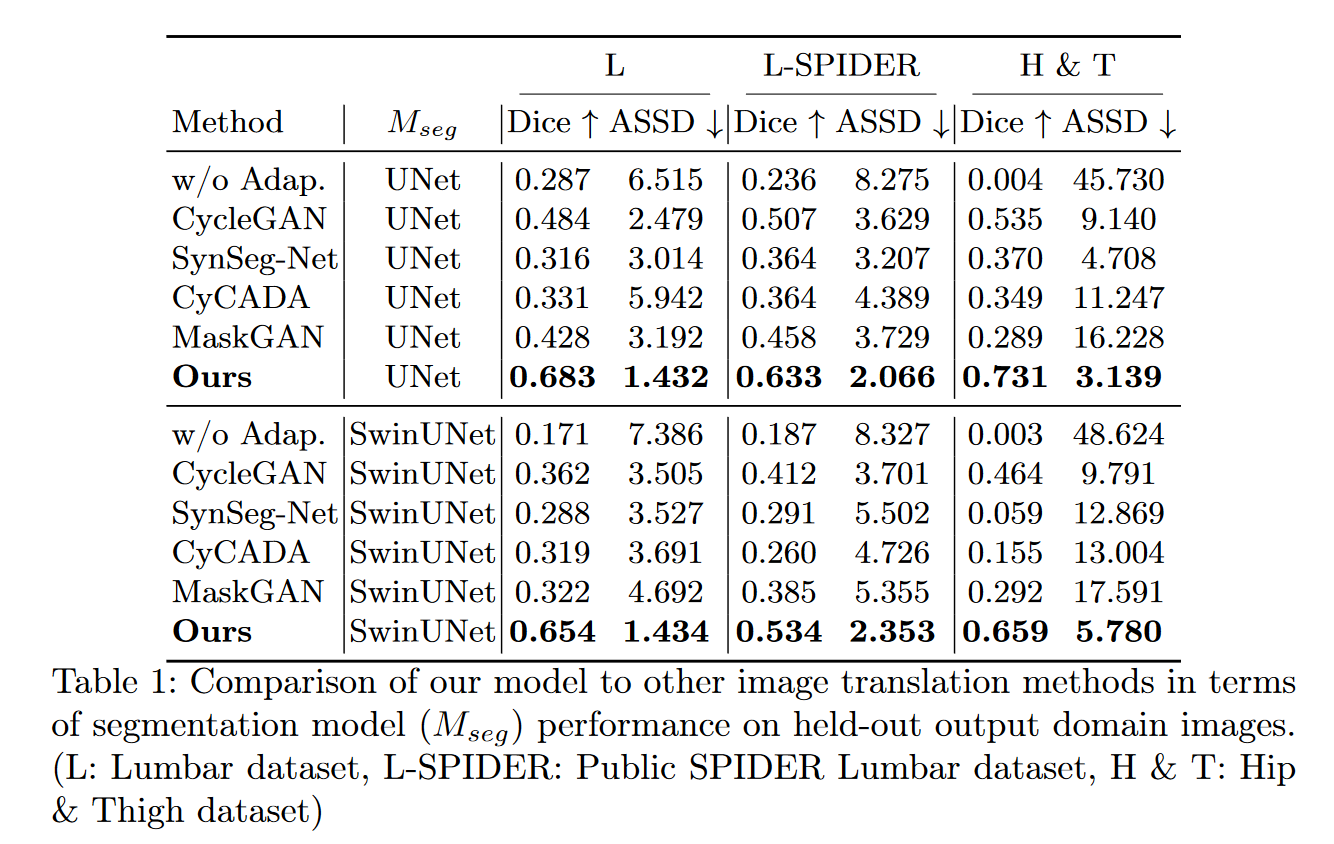 L L-SPIDER H & T
Method M_seg Dice ↑ ASSD ↓ Dice ↑ ASSD ↓ Dice ↑ ASSD ↓
w/o Adap. UNet 0.287 6.515 0.236 8.275 0.004 45.730
CycleGAN UNet 0.484 2.479 0.507 3.629 0.535 9.140
SynSeg-Net UNet 0.316 3.014 0.364 3.207 0.370 4.708
CyCADA UNet 0.331 5.942 0.364 4.389 0.349 11.247
MaskGAN UNet 0.428 3.192 0.458 3.729 0.289 16.228
Ours UNet 0.683 1.432 0.633 2.066 0.731 3.139
w/o Adap. SwinUNet 0.171 7.386 0.187 8.327 0.003 48.624
CycleGAN SwinUNet 0.362 3.505 0.412 3.701 0.464 9.791
SynSeg-Net SwinUNet 0.288 3.527 0.291 5.502 0.059 12.869
CyCADA SwinUNet 0.319 3.691 0.260 4.726 0.155 13.004
MaskGAN SwinUNet 0.322 4.692 0.385 5.355 0.292 17.591
Ours SwinUNet 0.654 1.434 0.534 2.353 0.659 5.780
Table 1: Comparison of our model to other image translation methods in terms
of segmentation model (M_seg) performance on held-out output domain images.
(L: Lumbar dataset, L-SPIDER: Public SPIDER Lumbar dataset, H & T: Hip
& Thigh dataset)